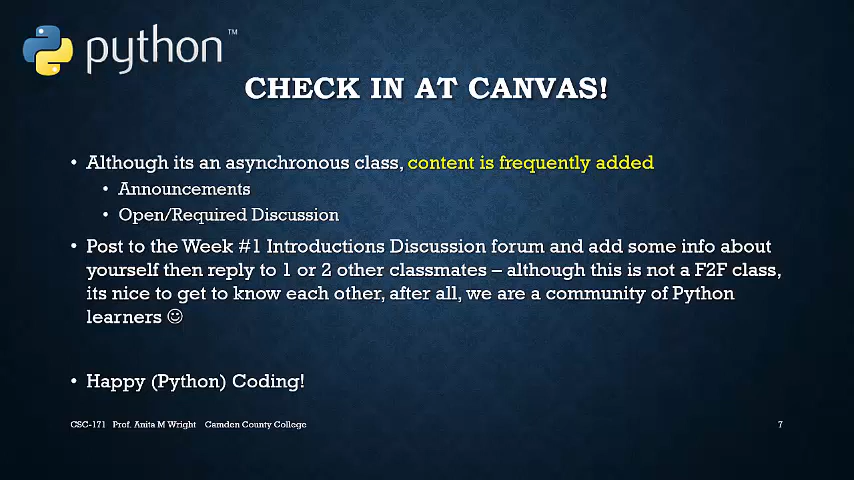 python™
CHECK IN AT CANVAS!
• Although its an asynchronous class, content is frequently added
• Announcements
• Open/Required Discussion
• Post to the Week #1 Introductions Discussion forum and add some info about
yourself then reply to 1 or 2 other classmates – although this is not a F2F class,
its nice to get to know each other, after all, we are a community of Python
learners ☺
• Happy (Python) Coding!
CSC-171 Prof. Anita M Wright Camden County College
7